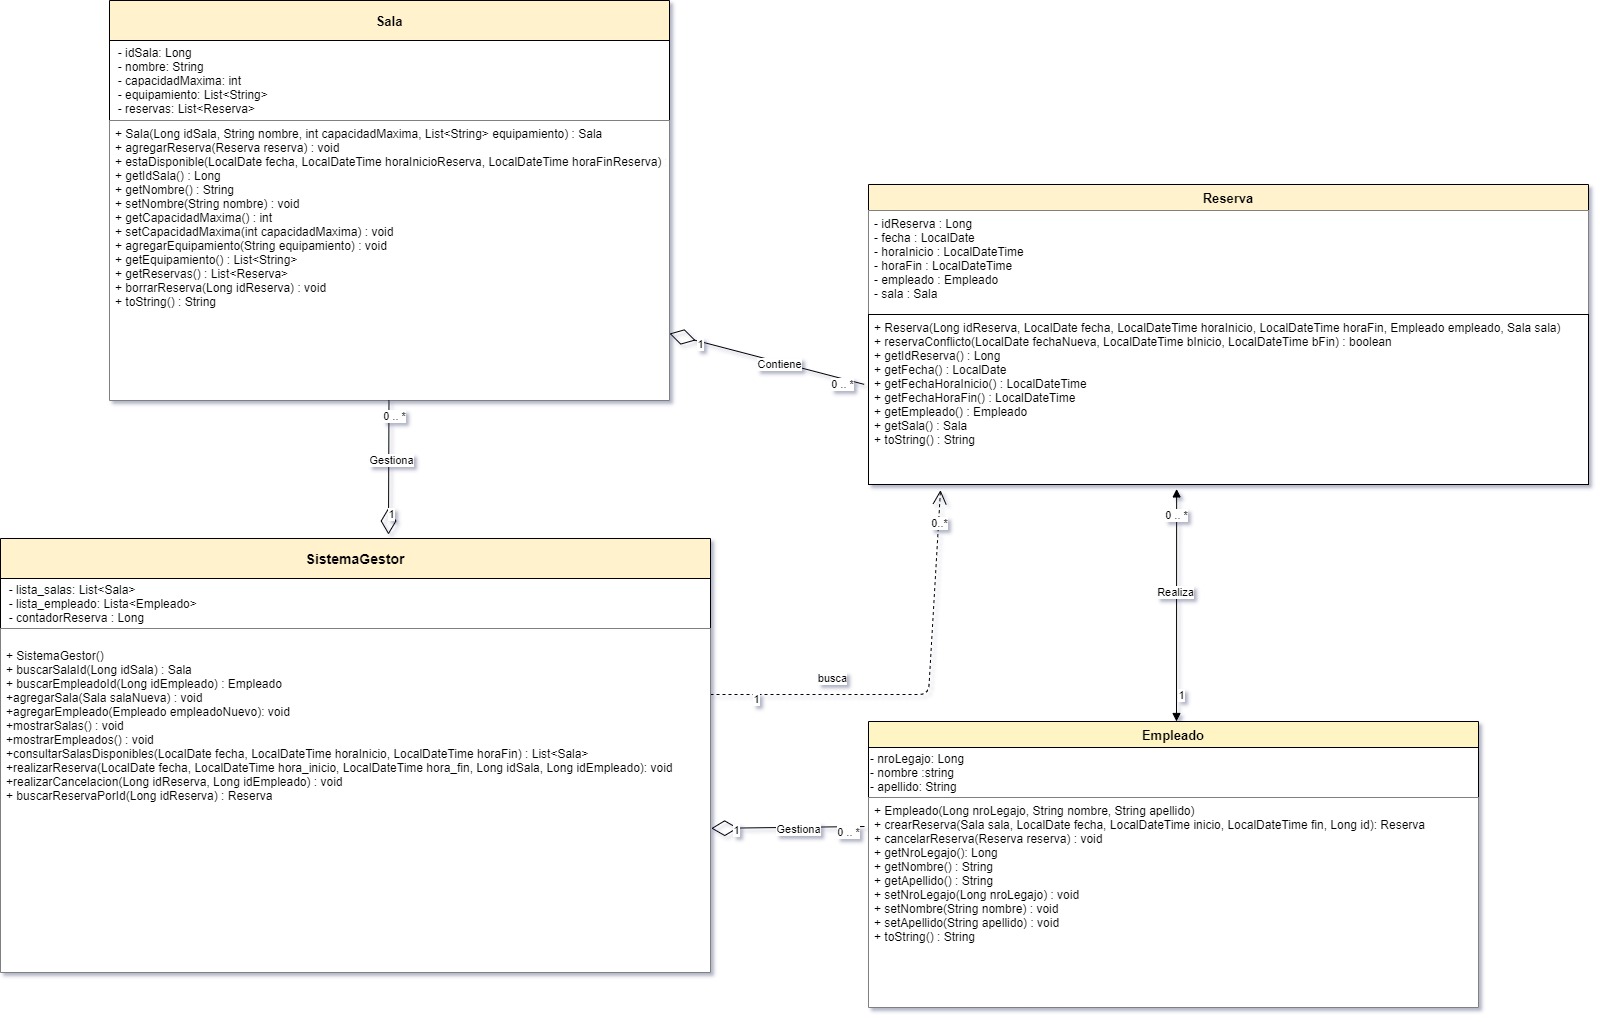 Sala
- idSala: Long
- nombre: String
- capacidadMaxima: int
- equipamiento: List<String>
- reservas: List<Reserva>
+ Sala(Long idSala, String nombre, int capacidadMaxima, List<String> equipamiento) : Sala
+ agregarReserva(Reserva reserva) : void
+ estaDisponible(LocalDate fecha, LocalDateTime horaInicioReserva, LocalDateTime horaFinReserva)
+ getIdSala() : Long
+ getNombre() : String
+ setNombre(String nombre) : void
+ getCapacidadMaxima() : int
+ setCapacidadMaxima(int capacidadMaxima) : void
+ agregarEquipamiento(String equipamiento) : void
+ getEquipamiento() : List<String>
+ getReservas() : List<Reserva>
+ borrarReserva(Long idReserva) : void
+ toString() : String
Reserva
- idReserva : Long
- fecha : LocalDate
- horaInicio : LocalDateTime
- horaFin : LocalDateTime
- empleado : Empleado
- sala : Sala
+ Reserva(Long idReserva, LocalDate fecha, LocalDateTime horaInicio, LocalDateTime horaFin, Empleado empleado, Sala sala)
+ reservaConflicto(LocalDate fechaNueva, LocalDateTime bInicio, LocalDateTime bFin) : boolean
+ getIdReserva() : Long
+ getFecha() : LocalDate
+ getFechaHoraInicio() : LocalDateTime
+ getFechaHoraFin() : LocalDateTime
+ getEmpleado() : Empleado
+ getSala() : Sala
+ toString() : String
1
Contiene
0 .. *
0 .. *
Gestiona
1
SistemaGestor
- lista_salas: List<Sala>
- lista_empleado: Lista<Empleado>
- contadorReserva : Long
+ SistemaGestor()
+ buscarSalaId(Long idSala) : Sala
+ buscarEmpleadoId(Long idEmpleado) : Empleado
+agregarSala(Sala salaNueva) : void
+agregarEmpleado(Empleado empleadoNuevo): void
+mostrarSalas() : void
+mostrarEmpleados() : void
+consultarSalasDisponibles(LocalDate fecha, LocalDateTime horaInicio, LocalDateTime horaFin) : List<Sala>
+realizarReserva(LocalDate fecha, LocalDateTime hora_inicio, LocalDateTime hora_fin, Long idSala, Long idEmpleado): void
+realizarCancelacion(Long idReserva, Long idEmpleado) : void
+ buscarReservaPorId(Long idReserva) : Reserva
0..*
busca
1
0 .. *
Realiza
1
1
Gestiona
0 .. *
Empleado
- nroLegajo: Long
- nombre :string
- apellido: String
+ Empleado(Long nroLegajo, String nombre, String apellido)
+ crearReserva(Sala sala, LocalDate fecha, LocalDateTime inicio, LocalDateTime fin, Long id): Reserva
+ cancelarReserva(Reserva reserva) : void
+ getNroLegajo(): Long
+ getNombre() : String
+ getApellido() : String
+ setNroLegajo(Long nroLegajo) : void
+ setNombre(String nombre) : void
+ setApellido(String apellido) : void
+ toString() : String